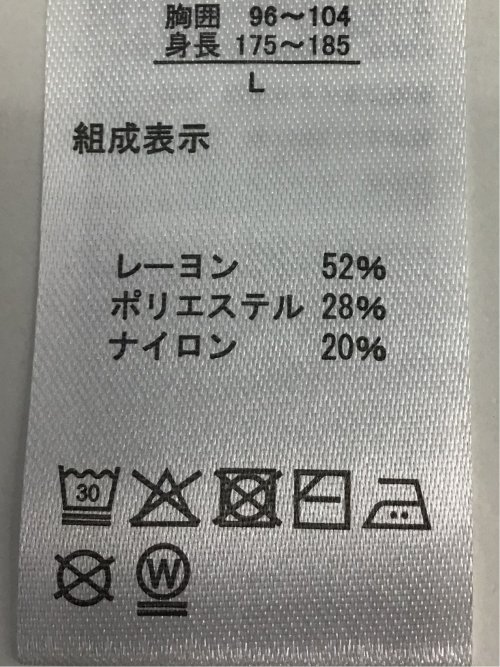 胸囲 96～104
身長 175～185
L
組成表示
レーヨン 52%
ポリエステル 28%
ナイロン 20%
30
W